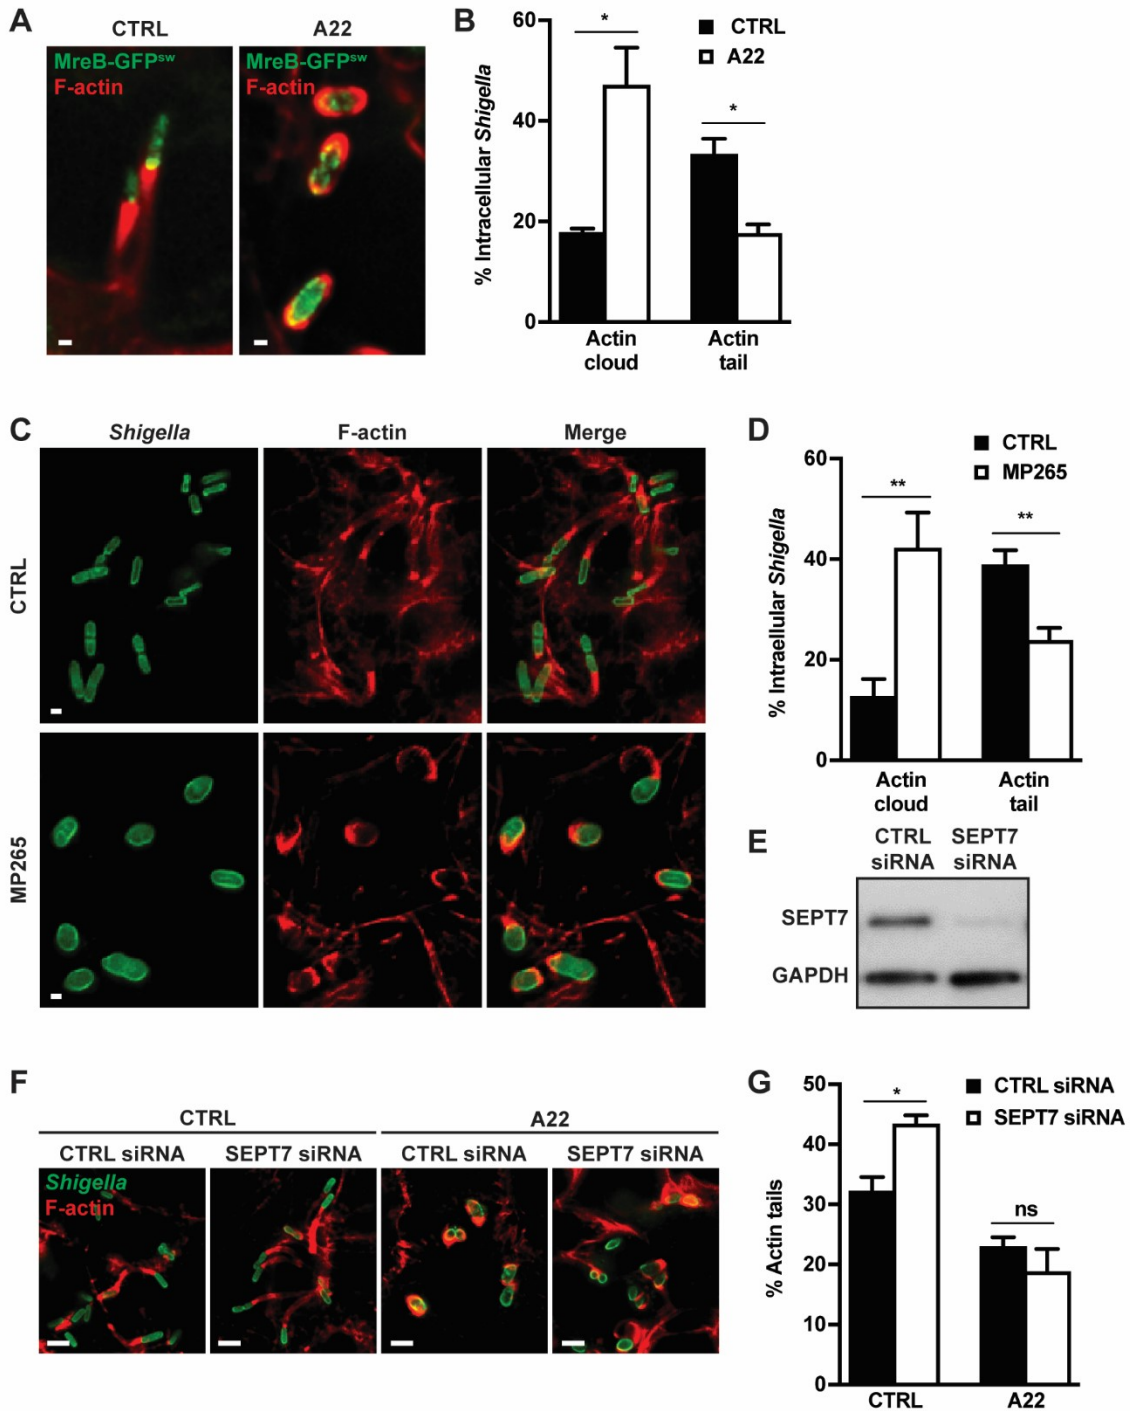 A
CTRL
A22
MreB-GFPsw
F-actin
MreB-GFPsw
F-actin
B
% Intracellular Shigella
60
40
20
0
*
*
CTRL
A22
Actin
cloud
Actin
tail
C
Shigella
F-actin
Merge
CTRL
MP265
D
% Intraellular Shigella
60
40
20
0
**
**
CTRL
MP265
Actin
cloud
Actin
tail
E
CTRL
siRNA
SEPT7
siRNA
SEPT7
GAPDH
F
CTRL
A22
CTRL siRNA
SEPT7 siRNA
CTRL siRNA
SEPT7 siRNA
Shigella
F-actin
G
% Actin tails
50
40
30
20
10
0
*
ns
CTRL siRNA
SEPT7 siRNA
CTRL
A22